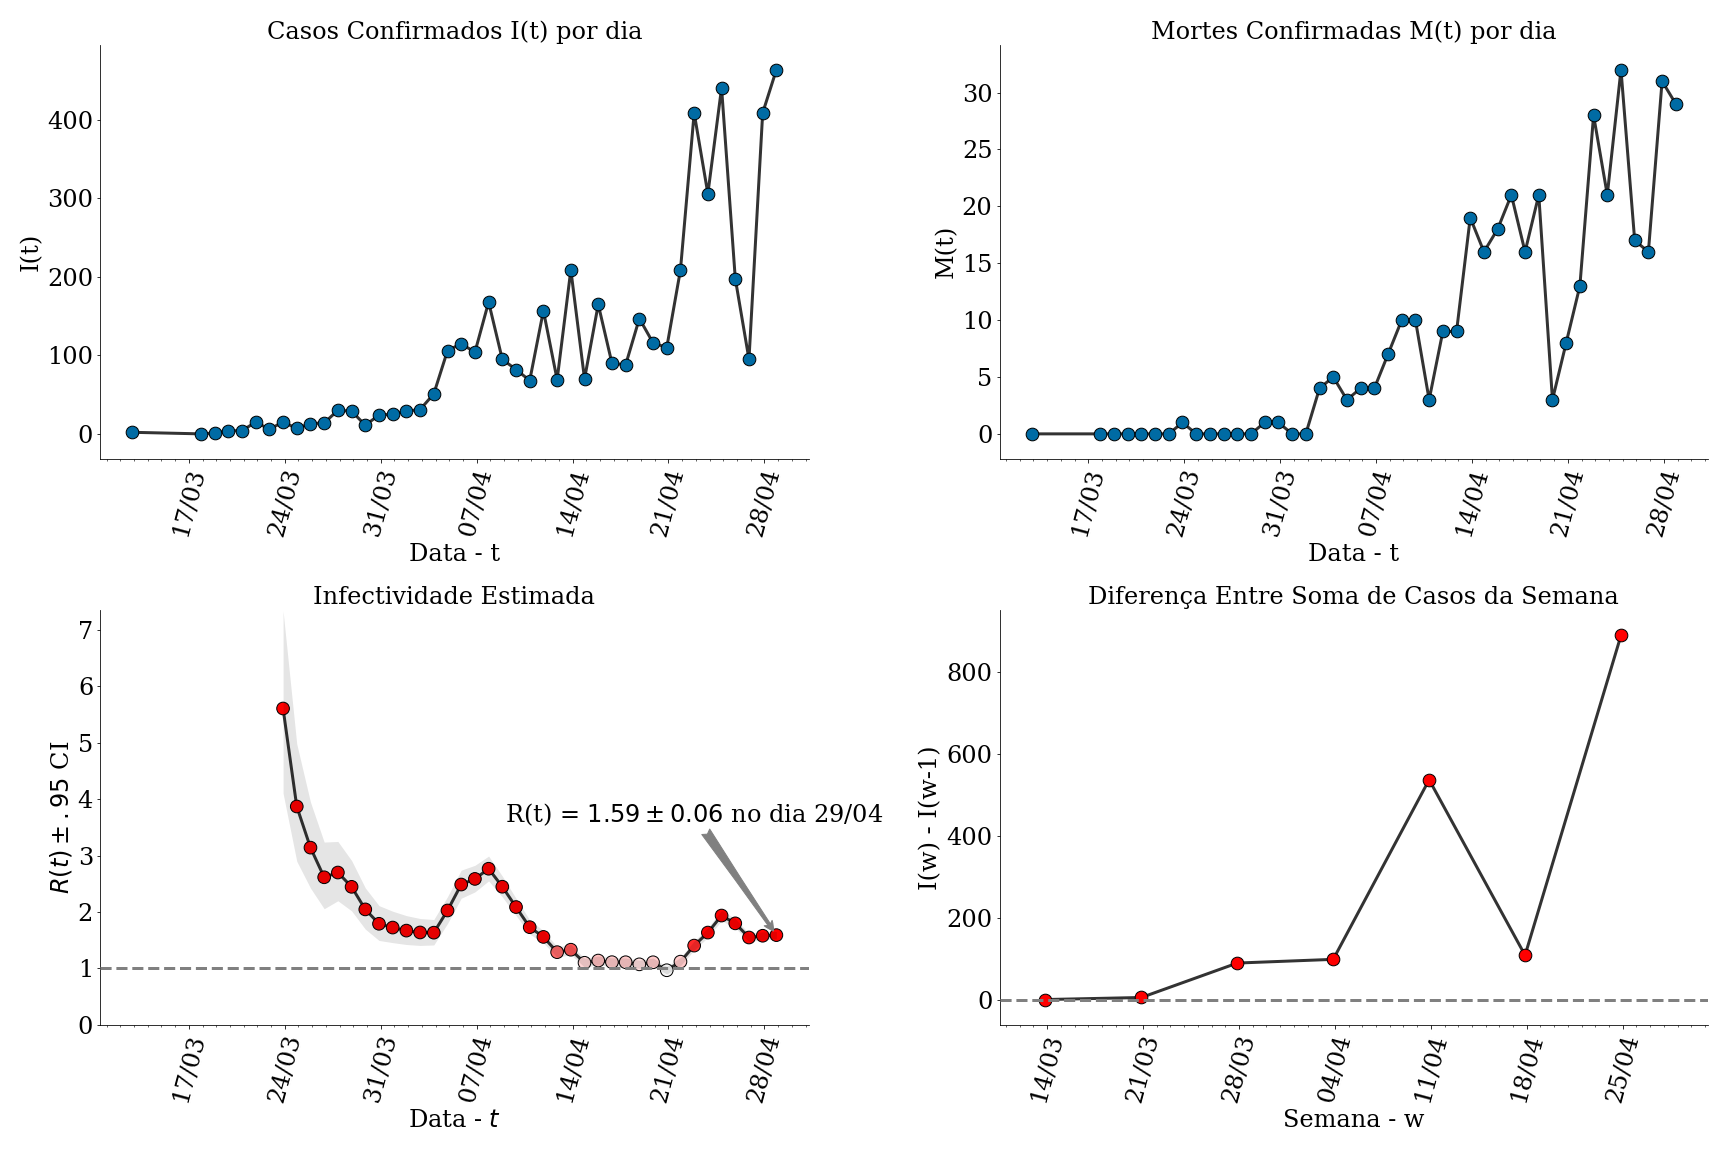 Casos Confirmados I(t) por dia
I(t)
400
300
200
100
0
17/03 24/03 31/03 07/04 14/04 21/04 28/04
Data - t
Mortes Confirmadas M(t) por dia
M(t)
30
25
20
15
10
5
0
17/03 24/03 31/03 07/04 14/04 21/04 28/04
Data - t
Infectividade Estimada
R(t) ± .95 CI
7
6
5
4
3
2
1
0
R(t) = 1.59 ± 0.06 no dia 29/04
17/03 24/03 31/03 07/04 14/04 21/04 28/04
Data - t
Diferença Entre Soma de Casos da Semana
I(w) - I(w-1)
800
600
400
200
0
14/03 21/03 28/03 04/04 11/04 18/04 25/04
Semana - w